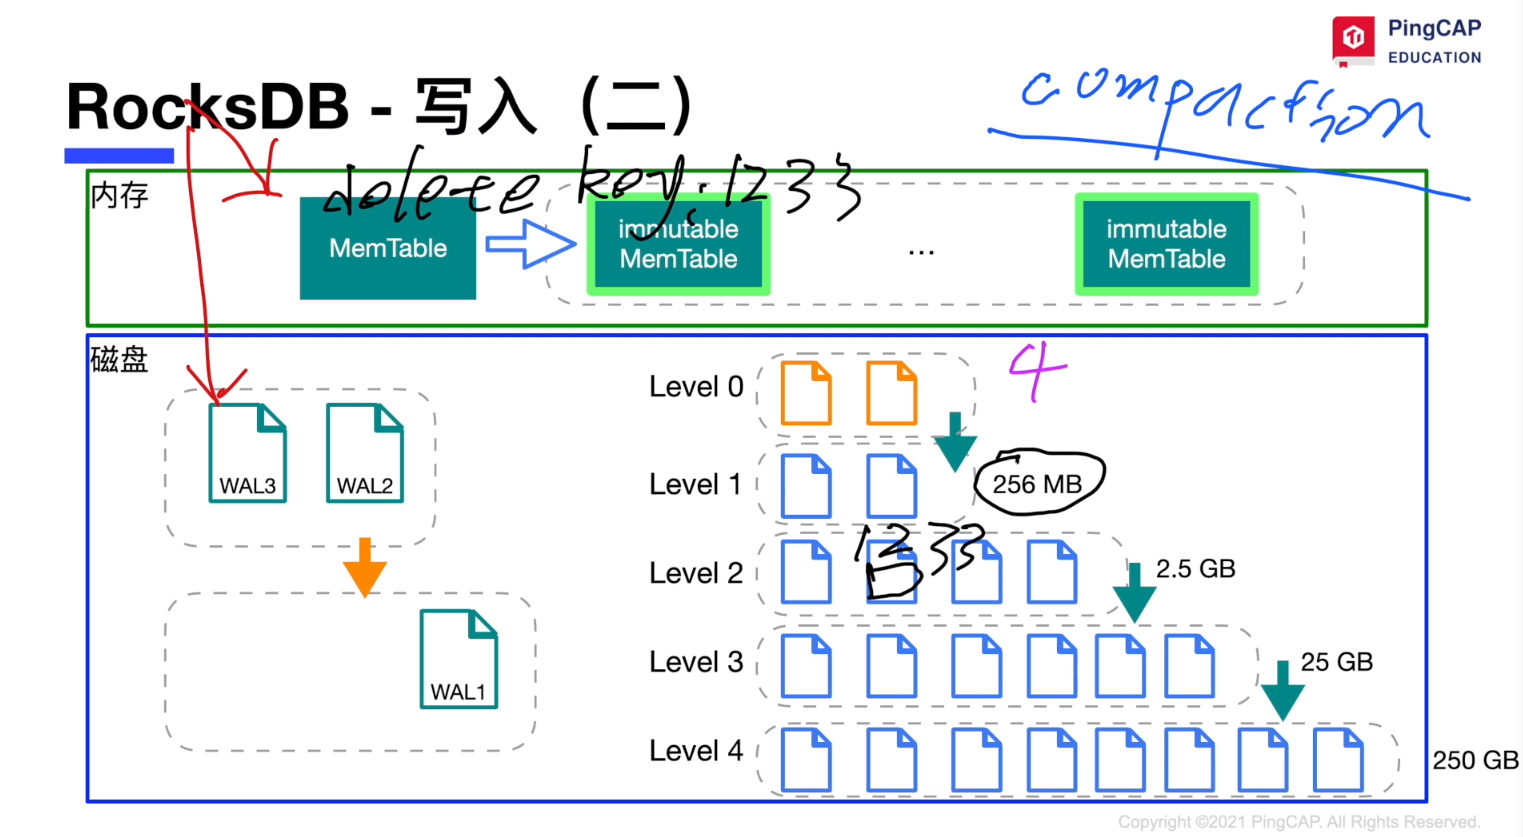 PingCAP
EDUCATION
RocksDB - 写入（二）
compaction
内存
delete key:1233
MemTable
immutable
MemTable
...
immutable
MemTable
磁盘
Level 0
4
WAL3
WAL2
Level 1
256 MB
1233
Level 2
2.5 GB
Level 3
25 GB
WAL1
Level 4
250 GB
Copyright ©2021 PingCAP. All Rights Reserved.